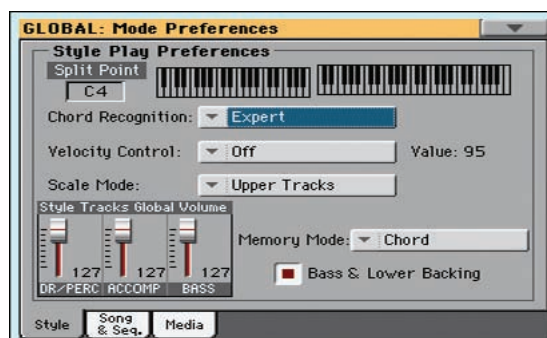 GLOBAL: Mode Preferences
Style Play Preferences
Split Point
C4
Chord Recognition: Expert
Velocity Control: Off Value: 95
Scale Mode: Upper Tracks
Style Tracks Global Volume
127 127 127
DR/PERC ACCOMP BASS
Memory Mode: Chord
Bass & Lower Backing
Style Song & Seq. Media